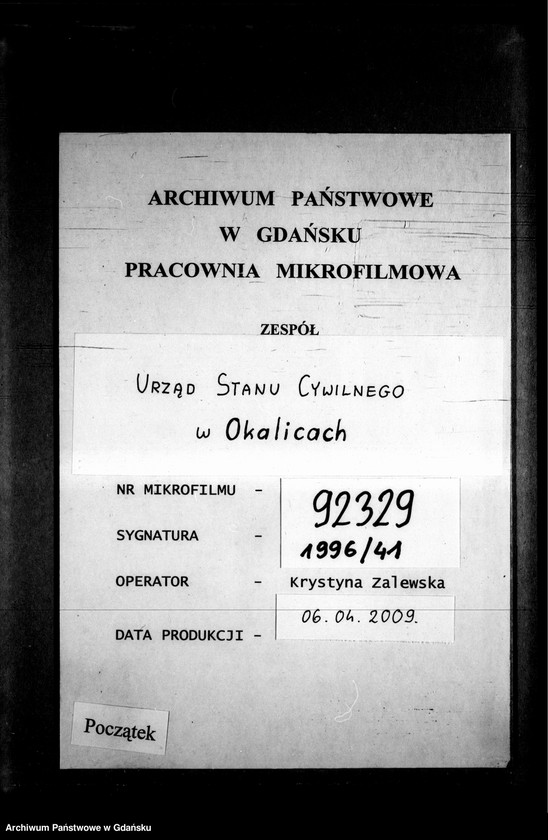 ARCHIWUM PAŃSTWOWE
W GDAŃSKU
PRACOWNIA MIKROFILMOWA
ZESPÓŁ
URZĄD STANU CYWILNEGO
w Okalicach
NR MIKROFILMU - 92329
SYGNATURA - 1996/41
OPERATOR - Krystyna Zalewska
DATA PRODUKCJI - 06.04.2009.
Początek
Archiwum Państwowe w Gdańsku